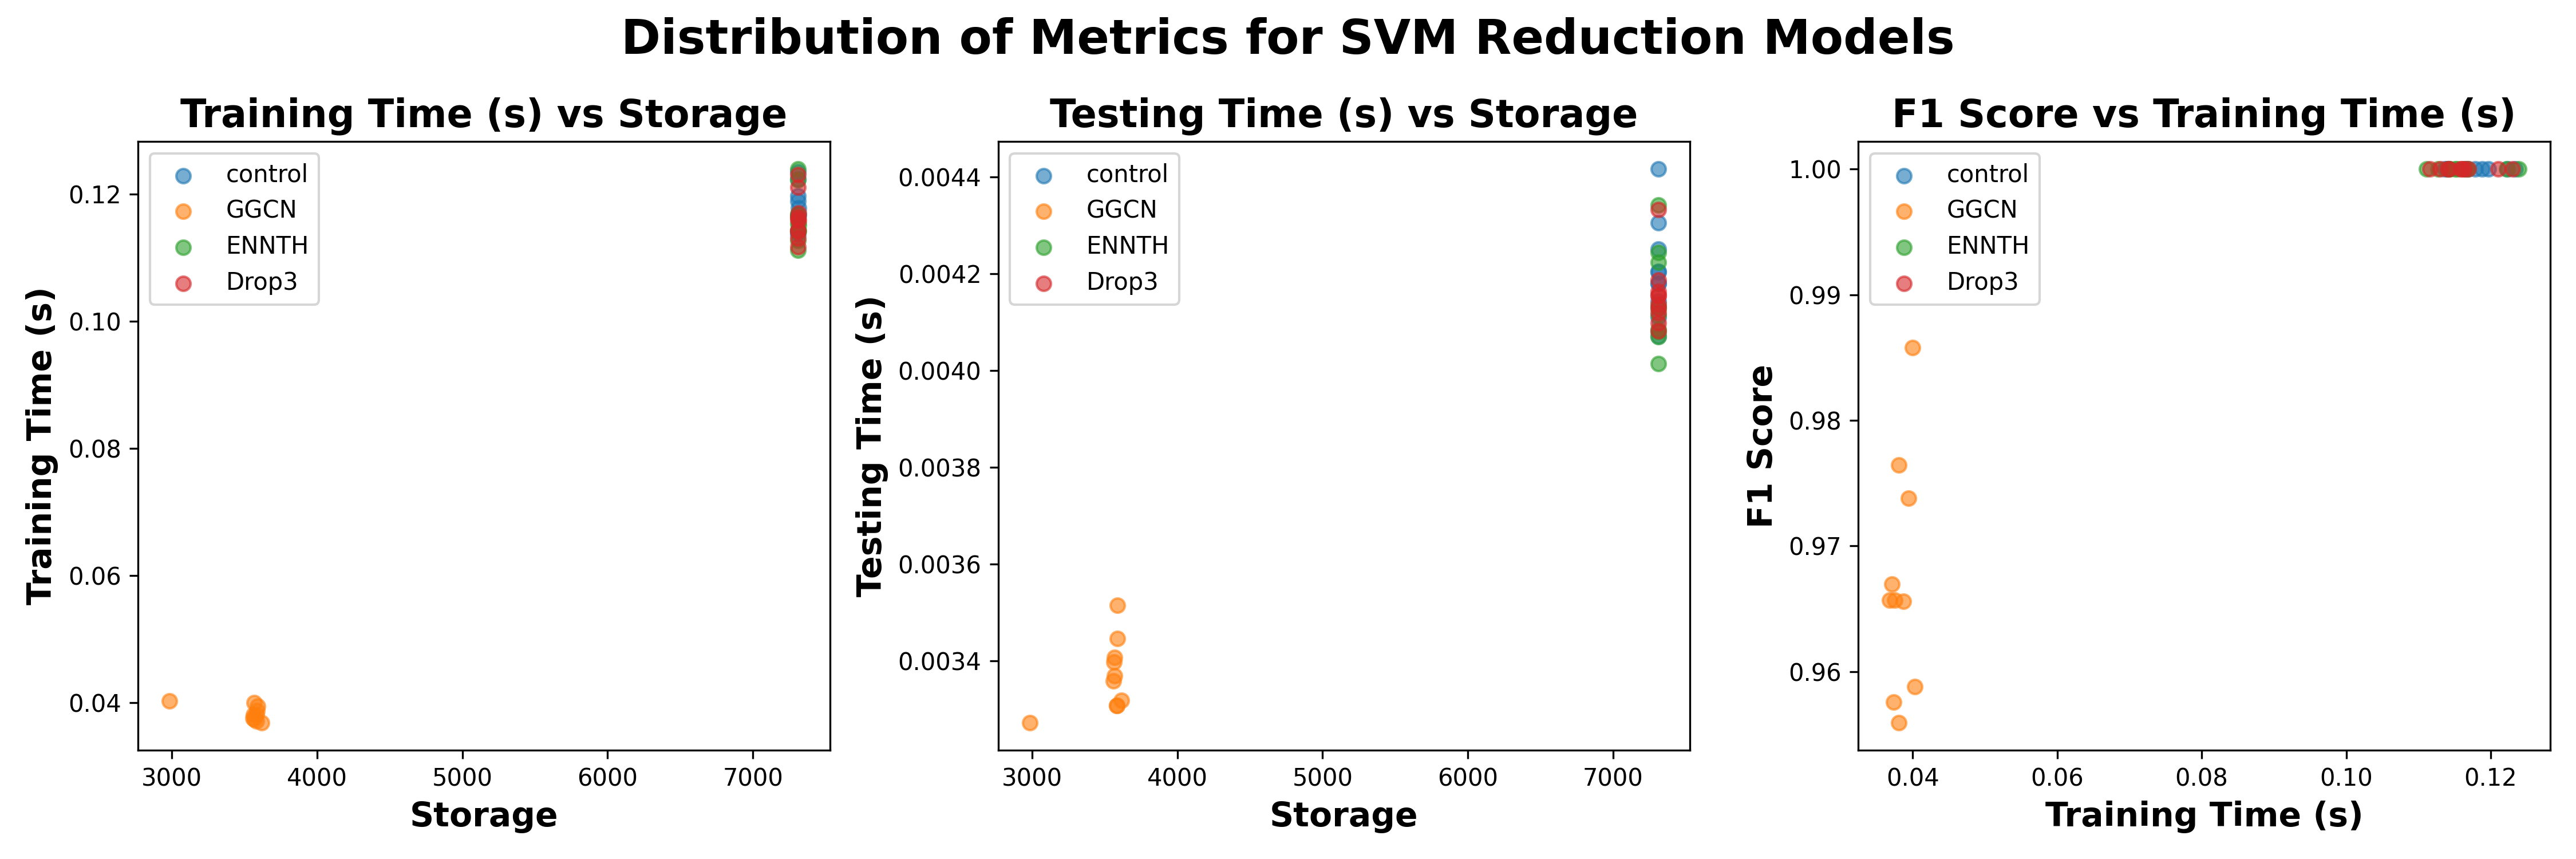 Distribution of Metrics for SVM Reduction Models
Training Time (s) vs Storage
Training Time (s)
0.12
0.10
0.08
0.06
0.04
control
GGCN
ENNTH
Drop3
3000 4000 5000 6000 7000
Storage
Testing Time (s) vs Storage
Testing Time (s)
0.0044
0.0042
0.0040
0.0038
0.0036
0.0034
control
GGCN
ENNTH
Drop3
3000 4000 5000 6000 7000
Storage
F1 Score vs Training Time (s)
F1 Score
1.00
0.99
0.98
0.97
0.96
control
GGCN
ENNTH
Drop3
0.04 0.06 0.08 0.10 0.12
Training Time (s)